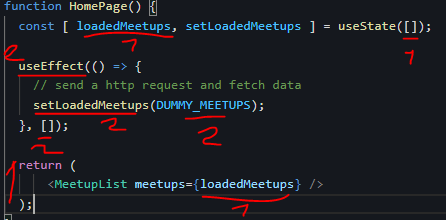 function HomePage() {
const [ loadedMeetups, setLoadedMeetups ] = useState([]);
1
1
2
useEffect(() => {
// send a http request and fetch data
setLoadedMeetups(DUMMY_MEETUPS);
2
2
}, []);
2
1
return (
<MeetupList meetups={loadedMeetups} />
1
);